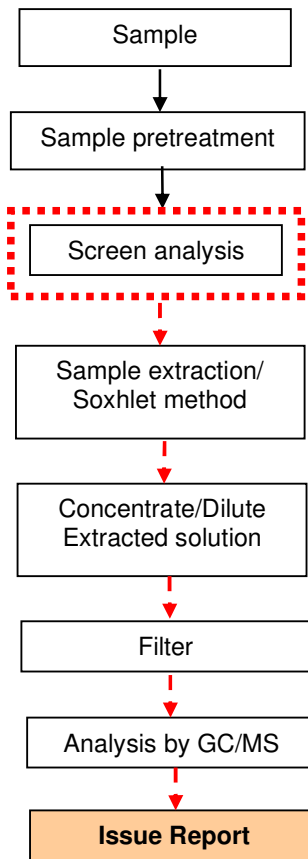 Sample
Sample pretreatment
Screen analysis
Sample extraction/
Soxhlet method
Concentrate/Dilute
Extracted solution
Filter
Analysis by GC/MS
Issue Report